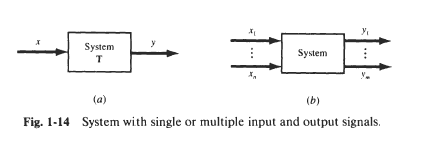 x
System
T
y
(a)
x₁
⋮
xₙ
System
y₁
⋮
yₘ
(b)
Fig. 1-14 System with single or multiple input and output signals.